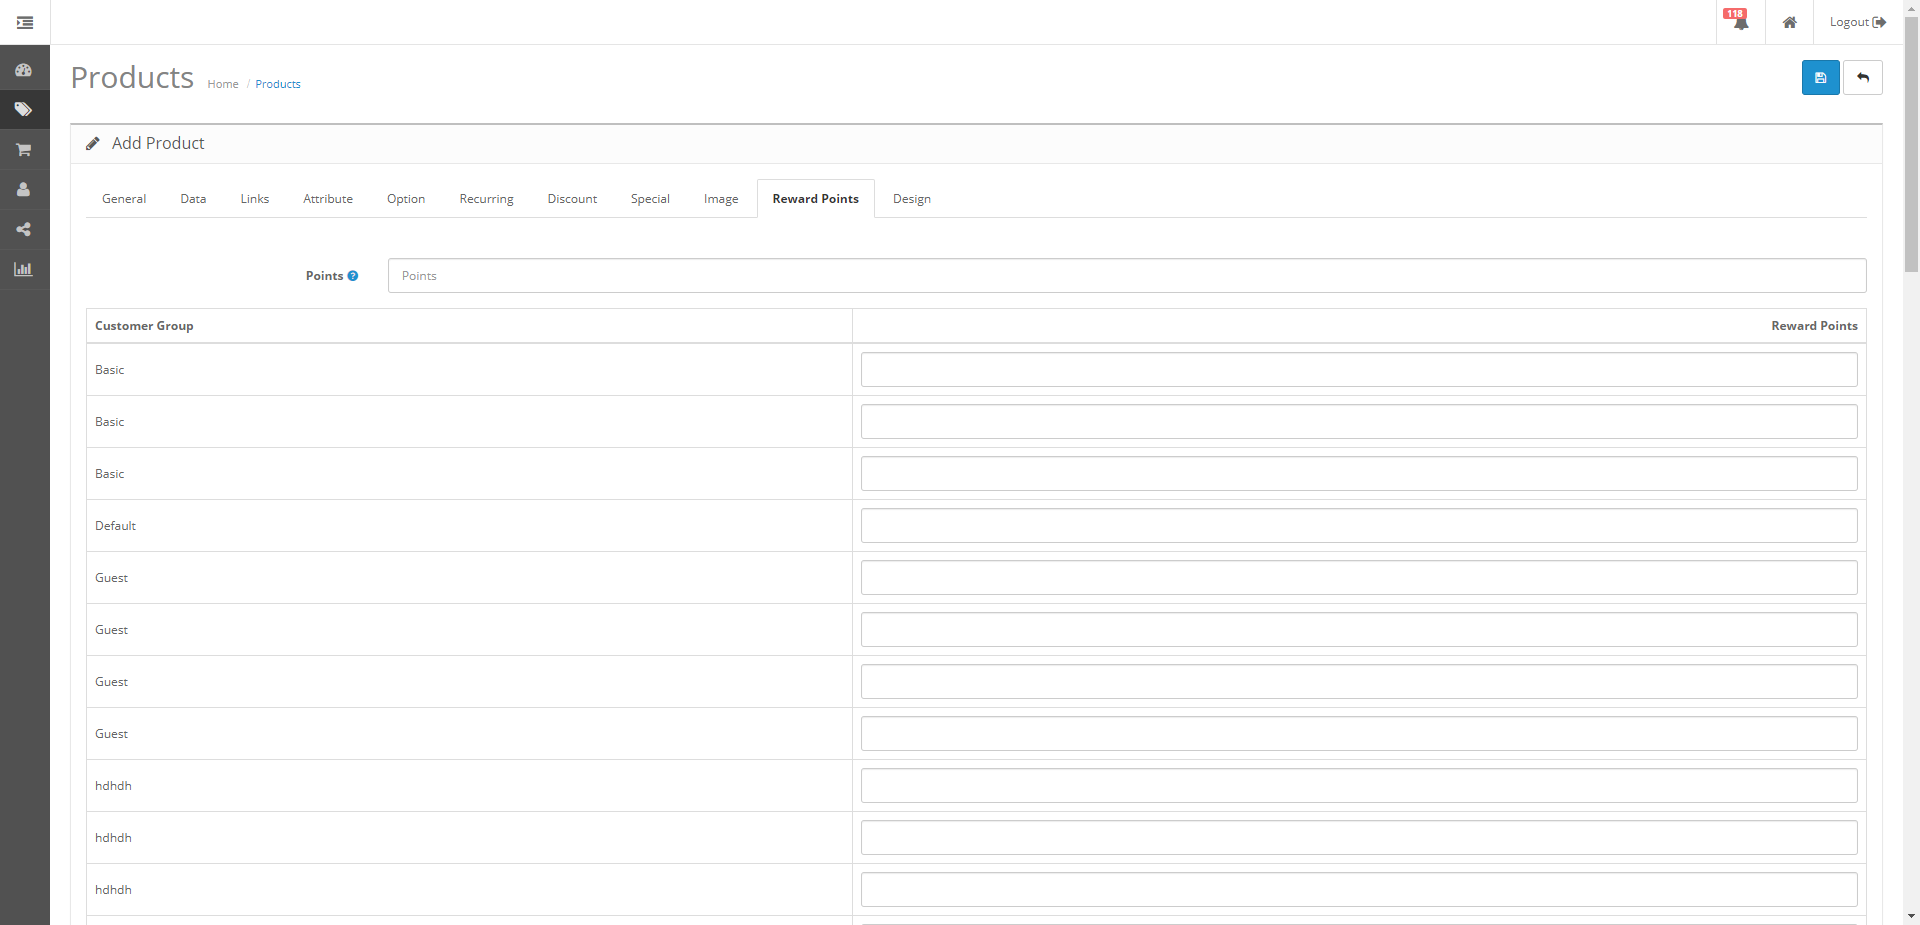 118
Logout
Products
Home / Products
Add Product
General Data Links Attribute Option Recurring Discount Special Image Reward Points Design
Points ? Points
Customer Group Reward Points
Basic
Basic
Basic
Default
Guest
Guest
Guest
Guest
hdhdh
hdhdh
hdhdh